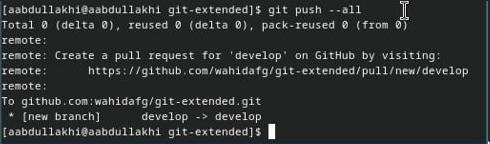 [aabdullakhi@aabdullakhi git-extended]$ git push --all
Total 0 (delta 0), reused 0 (delta 0), pack-reused 0 (from 0)
remote:
remote: Create a pull request for 'develop' on GitHub by visiting:
remote:      https://github.com/wahidafg/git-extended/pull/new/develop
remote:
To github.com:wahidafg/git-extended.git
 * [new branch]      develop -> develop
[aabdullakhi@aabdullakhi git-extended]$